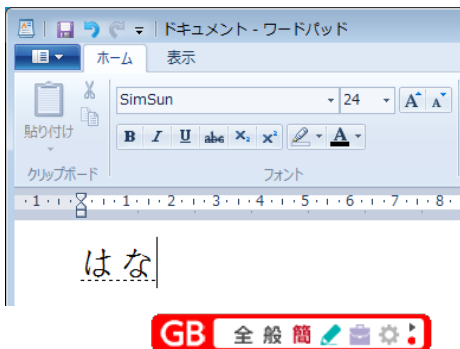 ドキュメント - ワードパッド
ホーム 表示
貼り付け
SimSun 24 A A
B I U abc X₂ X² A
クリップボード フォント
1 1 2 3 4 5 6 7 8
はな
GB 全 般 簡